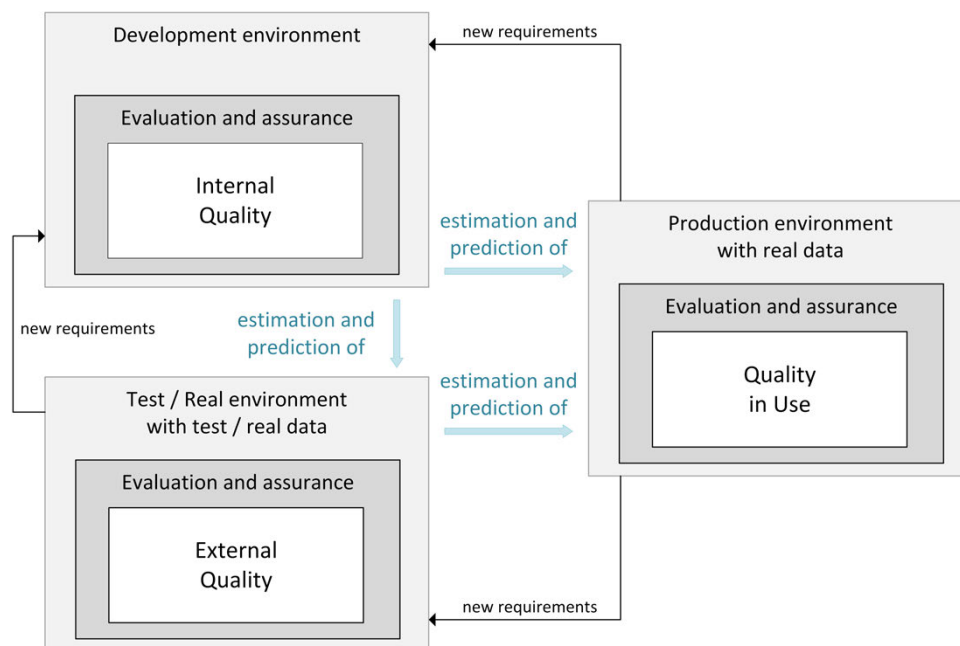 Development environment
new requirements
Evaluation and assurance
Internal
Quality
estimation and
prediction of
Production environment
with real data
Evaluation and assurance
Quality
in Use
new requirements
estimation and
prediction of
estimation and
prediction of
Test / Real environment
with test / real data
Evaluation and assurance
External
Quality
new requirements